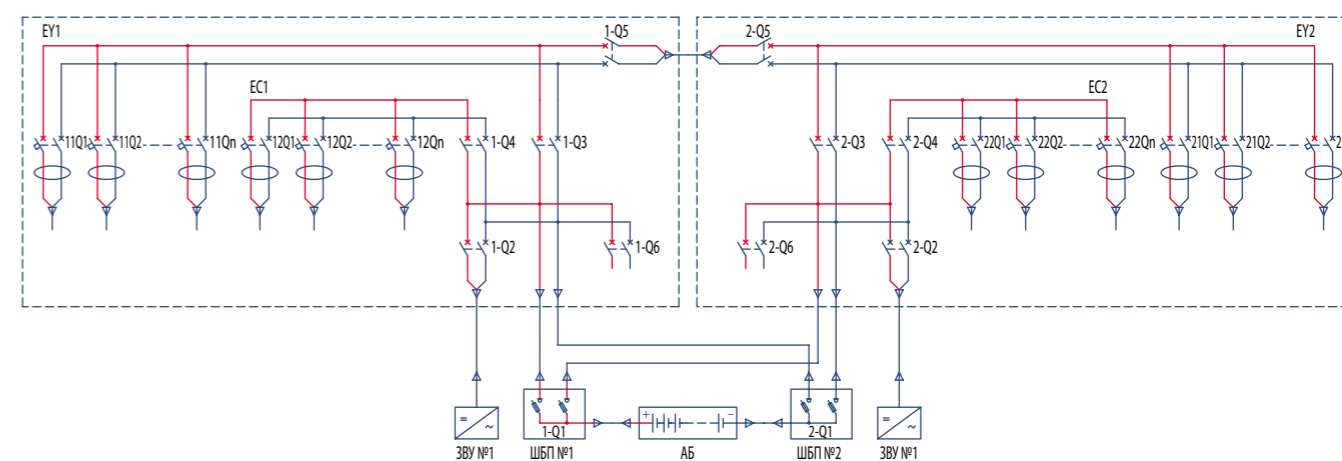 EY1 1-Q5 2-Q5 EY2
EC1 EC2
11Q1 11Q2 11Qn 12Q1 12Q2 12Qn 1-Q4 1-Q3 2-Q3 2-Q4 22Q1 22Q2 22Qn 21Q1 21Q2
1-Q2 1-Q6 2-Q6 2-Q2
= ~ + − = ~
1-Q1 2-Q1
ЗВУ №1 ШБП №1 АБ ШБП №2 ЗВУ №1